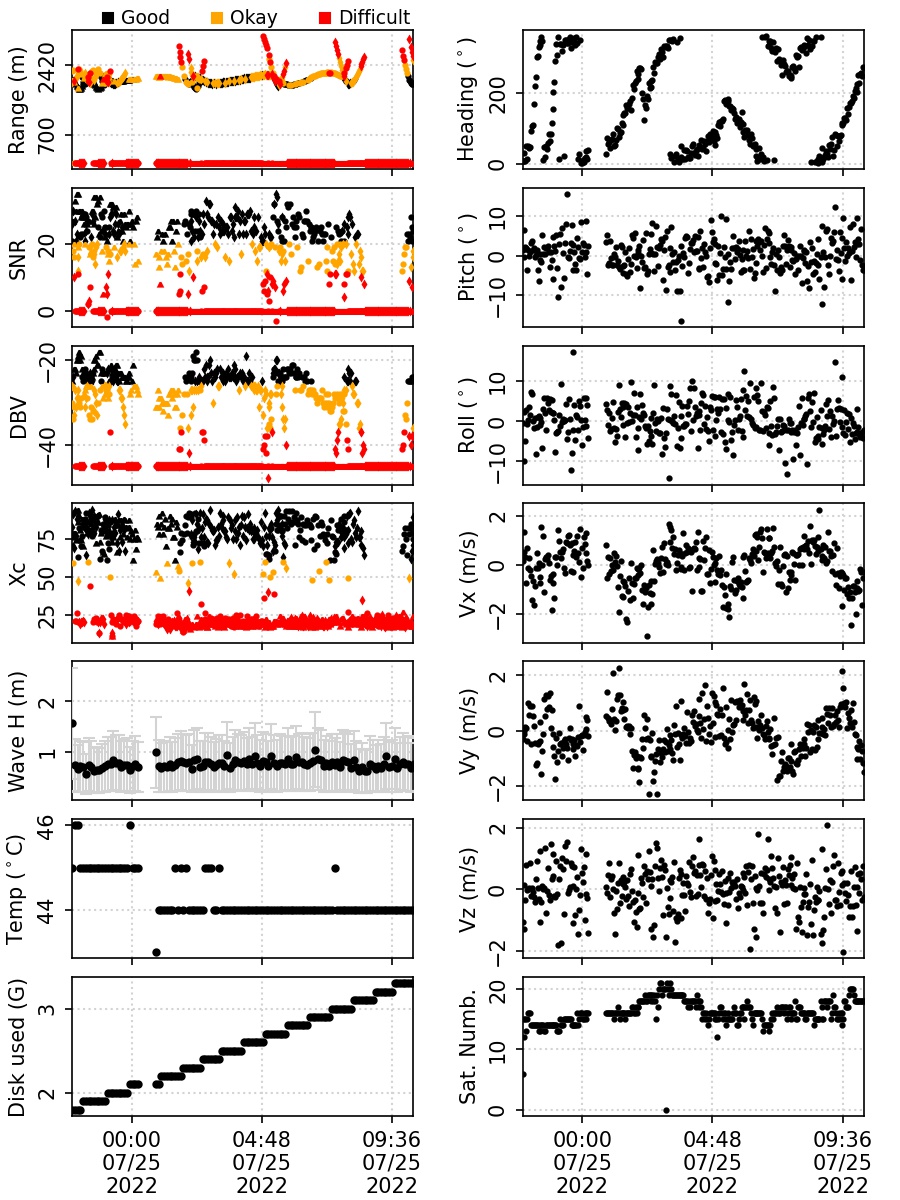 Good Okay Difficult
Range (m)
2420
700
Heading (°)
200
0
SNR
20
0
Pitch (°)
10
0
−10
DBV
−20
−40
Roll (°)
10
0
−10
Xc
75
50
25
Vx (m/s)
2
0
−2
Wave H (m)
2
1
Vy (m/s)
2
0
−2
Temp (°C)
46
44
Vz (m/s)
2
0
−2
Disk used (G)
3
2
Sat. Numb.
20
10
0
00:00 04:48 09:36
07/25 07/25 07/25
2022 2022 2022
00:00 04:48 09:36
07/25 07/25 07/25
2022 2022 2022